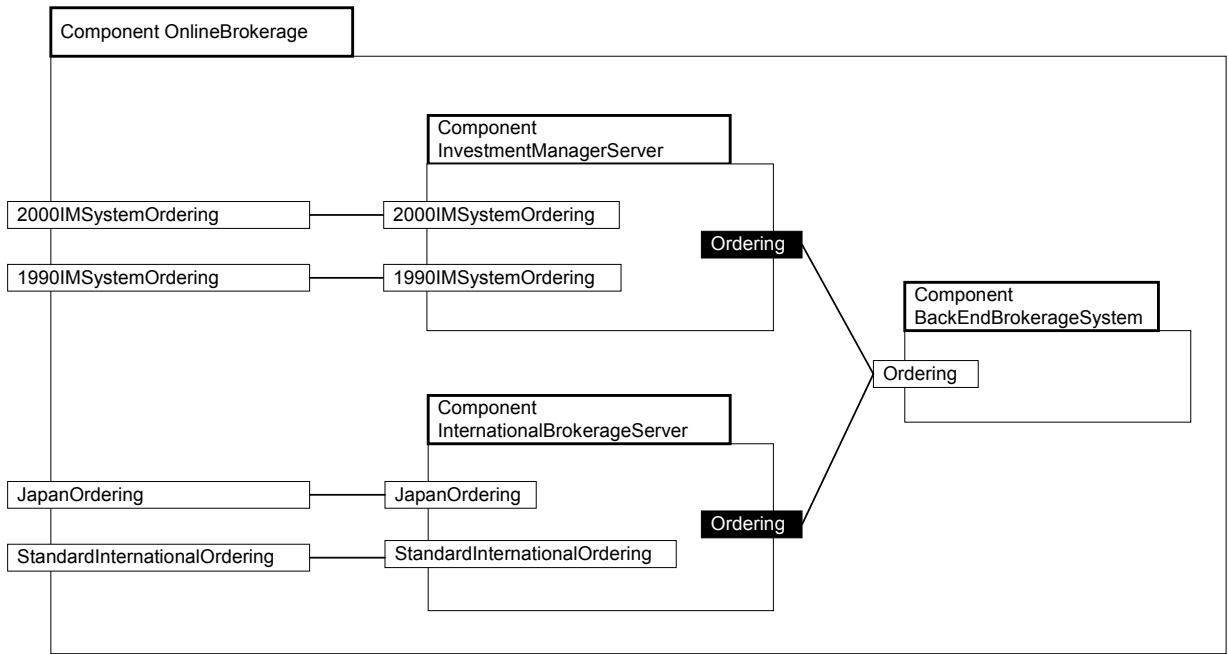 Component OnlineBrokerage
Component
InvestmentManagerServer
2000IMSystemOrdering
2000IMSystemOrdering
Ordering
1990IMSystemOrdering
1990IMSystemOrdering
Component
BackEndBrokerageSystem
Ordering
Component
InternationalBrokerageServer
JapanOrdering
JapanOrdering
Ordering
StandardInternationalOrdering
StandardInternationalOrdering